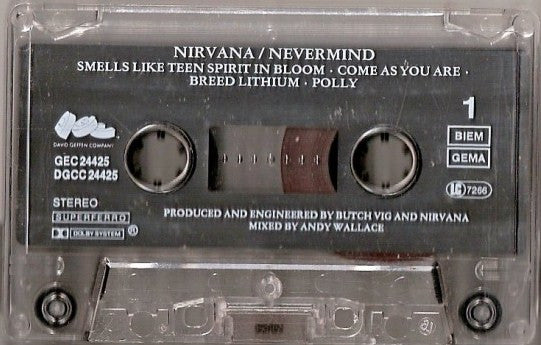 NIRVANA / NEVERMIND
SMELLS LIKE TEEN SPIRIT IN BLOOM · COME AS YOU ARE ·
BREED LITHIUM · POLLY
1
DAVID GEFFEN COMPANY
GEC 24425
DGCC 24425
BIEM
GEMA
LC 7266
STEREO
SUPERFERRO
DOLBY SYSTEM ®
PRODUCED AND ENGINEERED BY BUTCH VIG AND NIRVANA
MIXED BY ANDY WALLACE